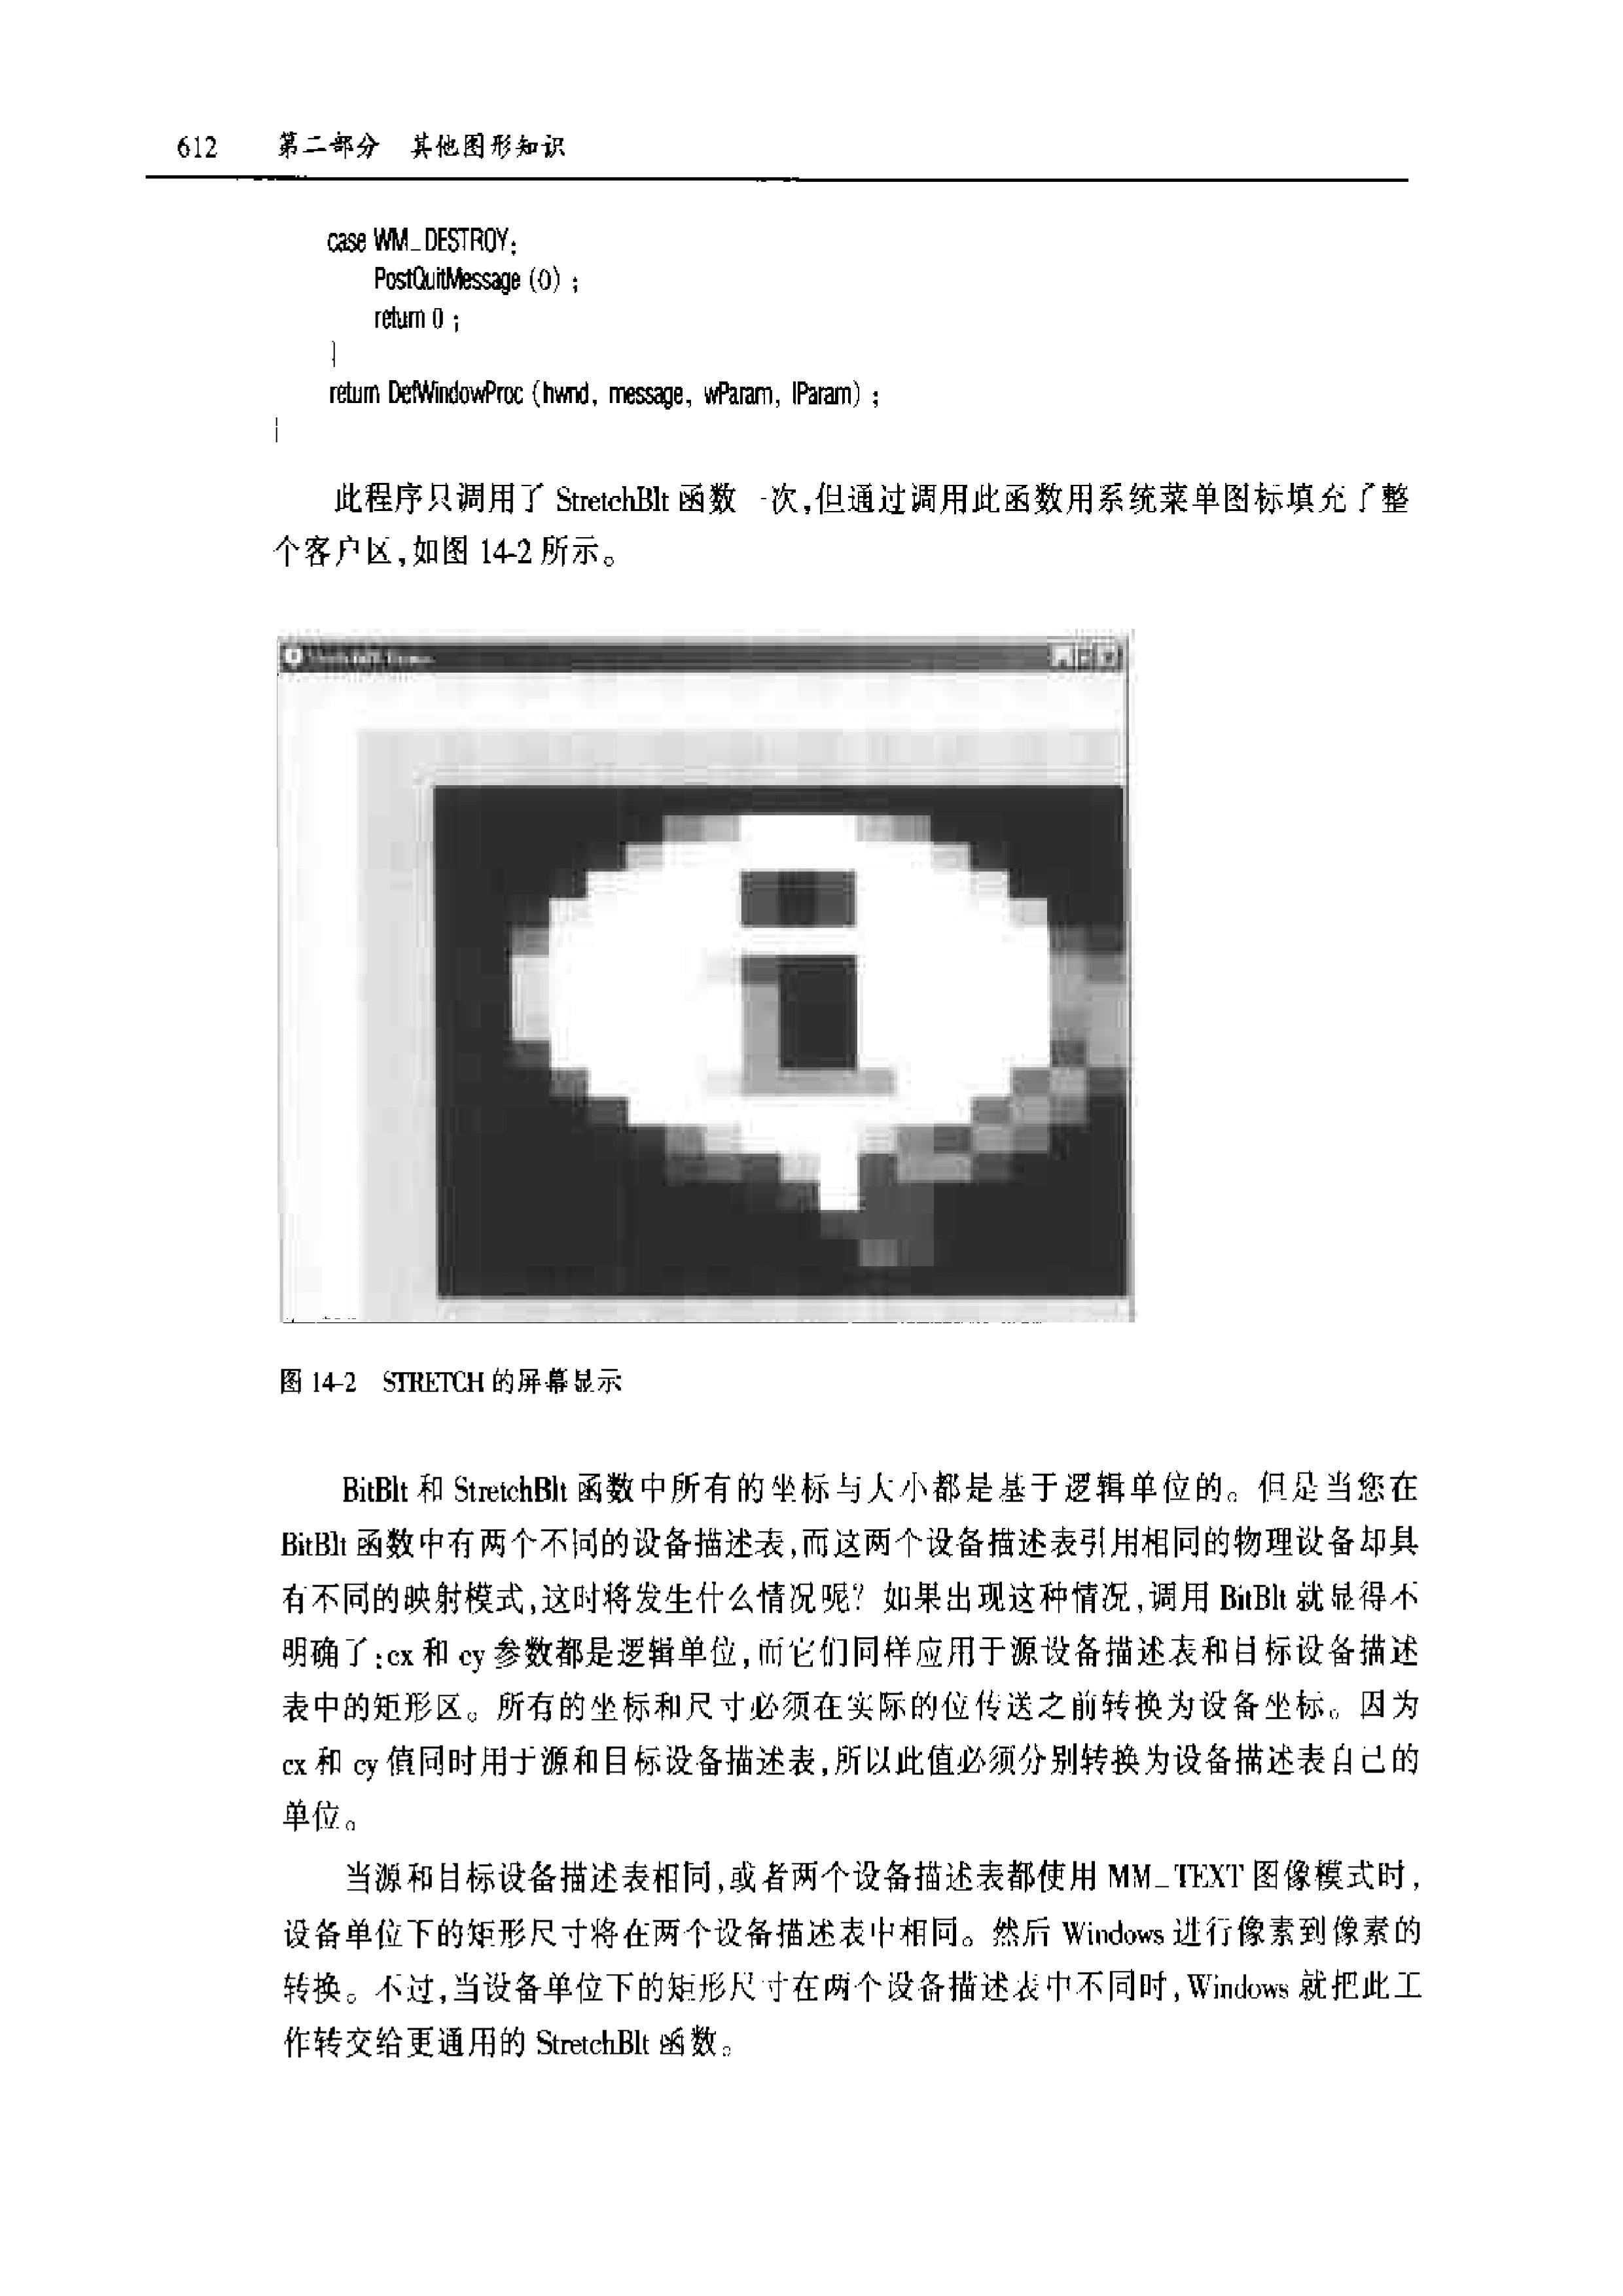 612 第二部分 其他图形知识
case WM_DESTROY:
PostQuitMessage (0) ;
return 0 ;
}
return DefWindowProc (hwnd, message, wParam, lParam) ;
}
此程序只调用了 StretchBlt 函数一次,但通过调用此函数用系统菜单图标填充了整
个客户区,如图 14-2 所示。
图 14-2 STRETCH 的屏幕显示
BitBlt 和 StretchBlt 函数中所有的坐标与大小都是基于逻辑单位的。但是当您在
BitBlt 函数中有两个不同的设备描述表,而这两个设备描述表引用相同的物理设备却具
有不同的映射模式,这时将发生什么情况呢? 如果出现这种情况,调用 BitBlt 就显得不
明确了:cx 和 cy 参数都是逻辑单位,而它们同样应用于源设备描述表和目标设备描述
表中的矩形区。所有的坐标和尺寸必须在实际的位传送之前转换为设备坐标。因为
cx 和 cy 值同时用于源和目标设备描述表,所以此值必须分别转换为设备描述表自己的
单位。
当源和目标设备描述表相同,或者两个设备描述表都使用 MM_TEXT 图像模式时,
设备单位下的矩形尺寸将在两个设备描述表中相同。然后 Windows 进行像素到像素的
转换。不过,当设备单位下的矩形尺寸在两个设备描述表中不同时,Windows 就把此工
作转交给更通用的 StretchBlt 函数。